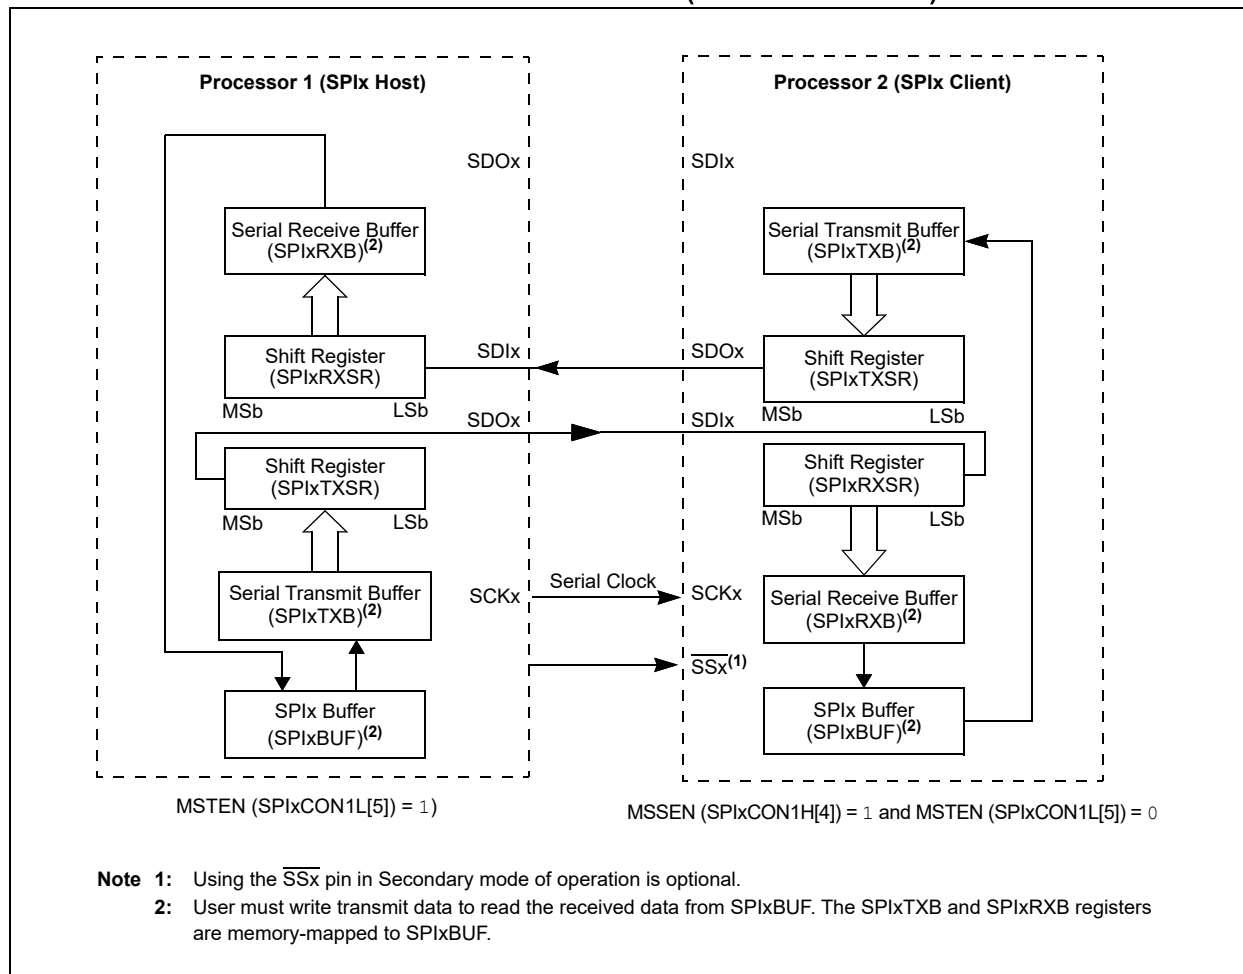 Processor 1 (SPIx Host)
Processor 2 (SPIx Client)
SDOx
SDIx
Serial Receive Buffer
(SPIxRXB)(2)
Serial Transmit Buffer
(SPIxTXB)(2)
Shift Register
(SPIxRXSR)
SDIx
SDOx
Shift Register
(SPIxTXSR)
MSb
LSb
MSb
LSb
SDOx
SDIx
Shift Register
(SPIxTXSR)
Shift Register
(SPIxRXSR)
MSb
LSb
MSb
LSb
Serial Transmit Buffer
(SPIxTXB)(2)
SCKx
Serial Clock
SCKx
Serial Receive Buffer
(SPIxRXB)(2)
SSx(1)
SPIx Buffer
(SPIxBUF)(2)
SPIx Buffer
(SPIxBUF)(2)
MSTEN (SPIxCON1L[5]) = 1)
MSSEN (SPIxCON1H[4]) = 1 and MSTEN (SPIxCON1L[5]) = 0
Note 1: Using the SSx pin in Secondary mode of operation is optional.
2: User must write transmit data to read the received data from SPIxBUF. The SPIxTXB and SPIxRXB registers
are memory-mapped to SPIxBUF.